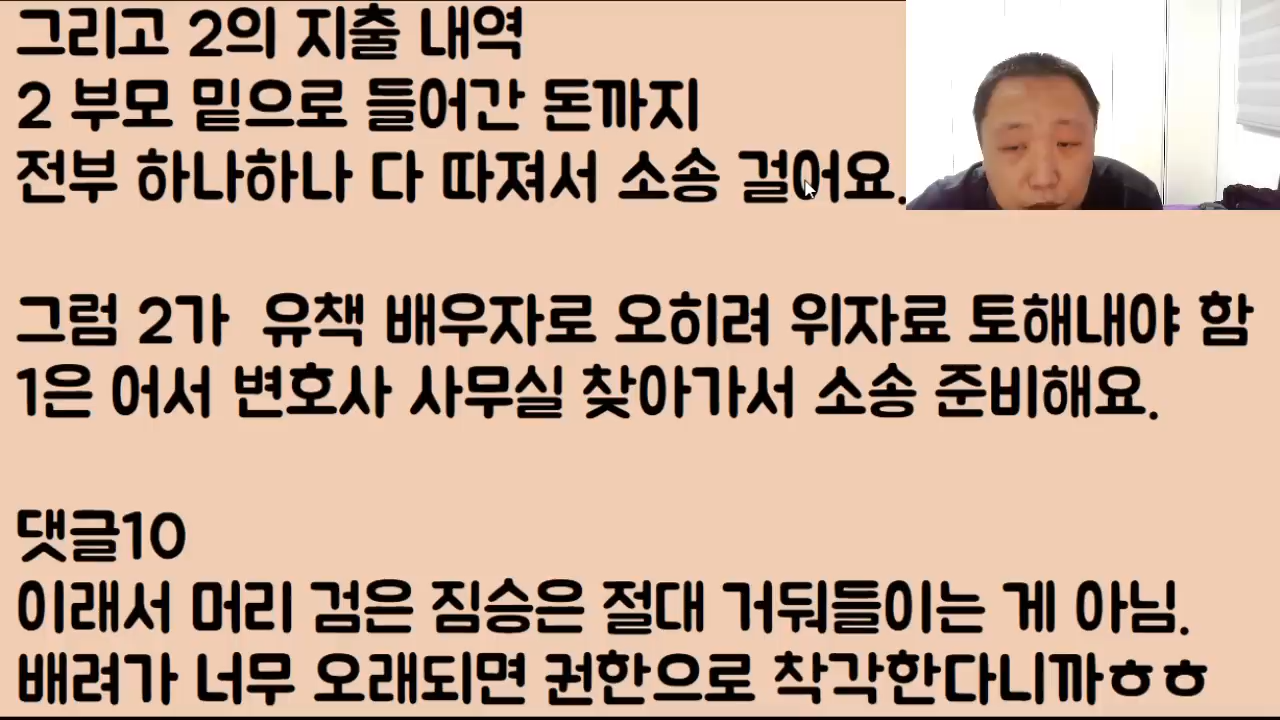 그리고 2의 지출 내역
2 부모 밑으로 들어간 돈까지
전부 하나하나 다 따져서 소송 걸어요.
그럼 2가 유책 배우자로 오히려 위자료 토해내야 함
1은 어서 변호사 사무실 찾아가서 소송 준비해요.
댓글10
이래서 머리 검은 짐승은 절대 거둬들이는 게 아님.
배려가 너무 오래되면 권한으로 착각한다니까ㅎㅎ